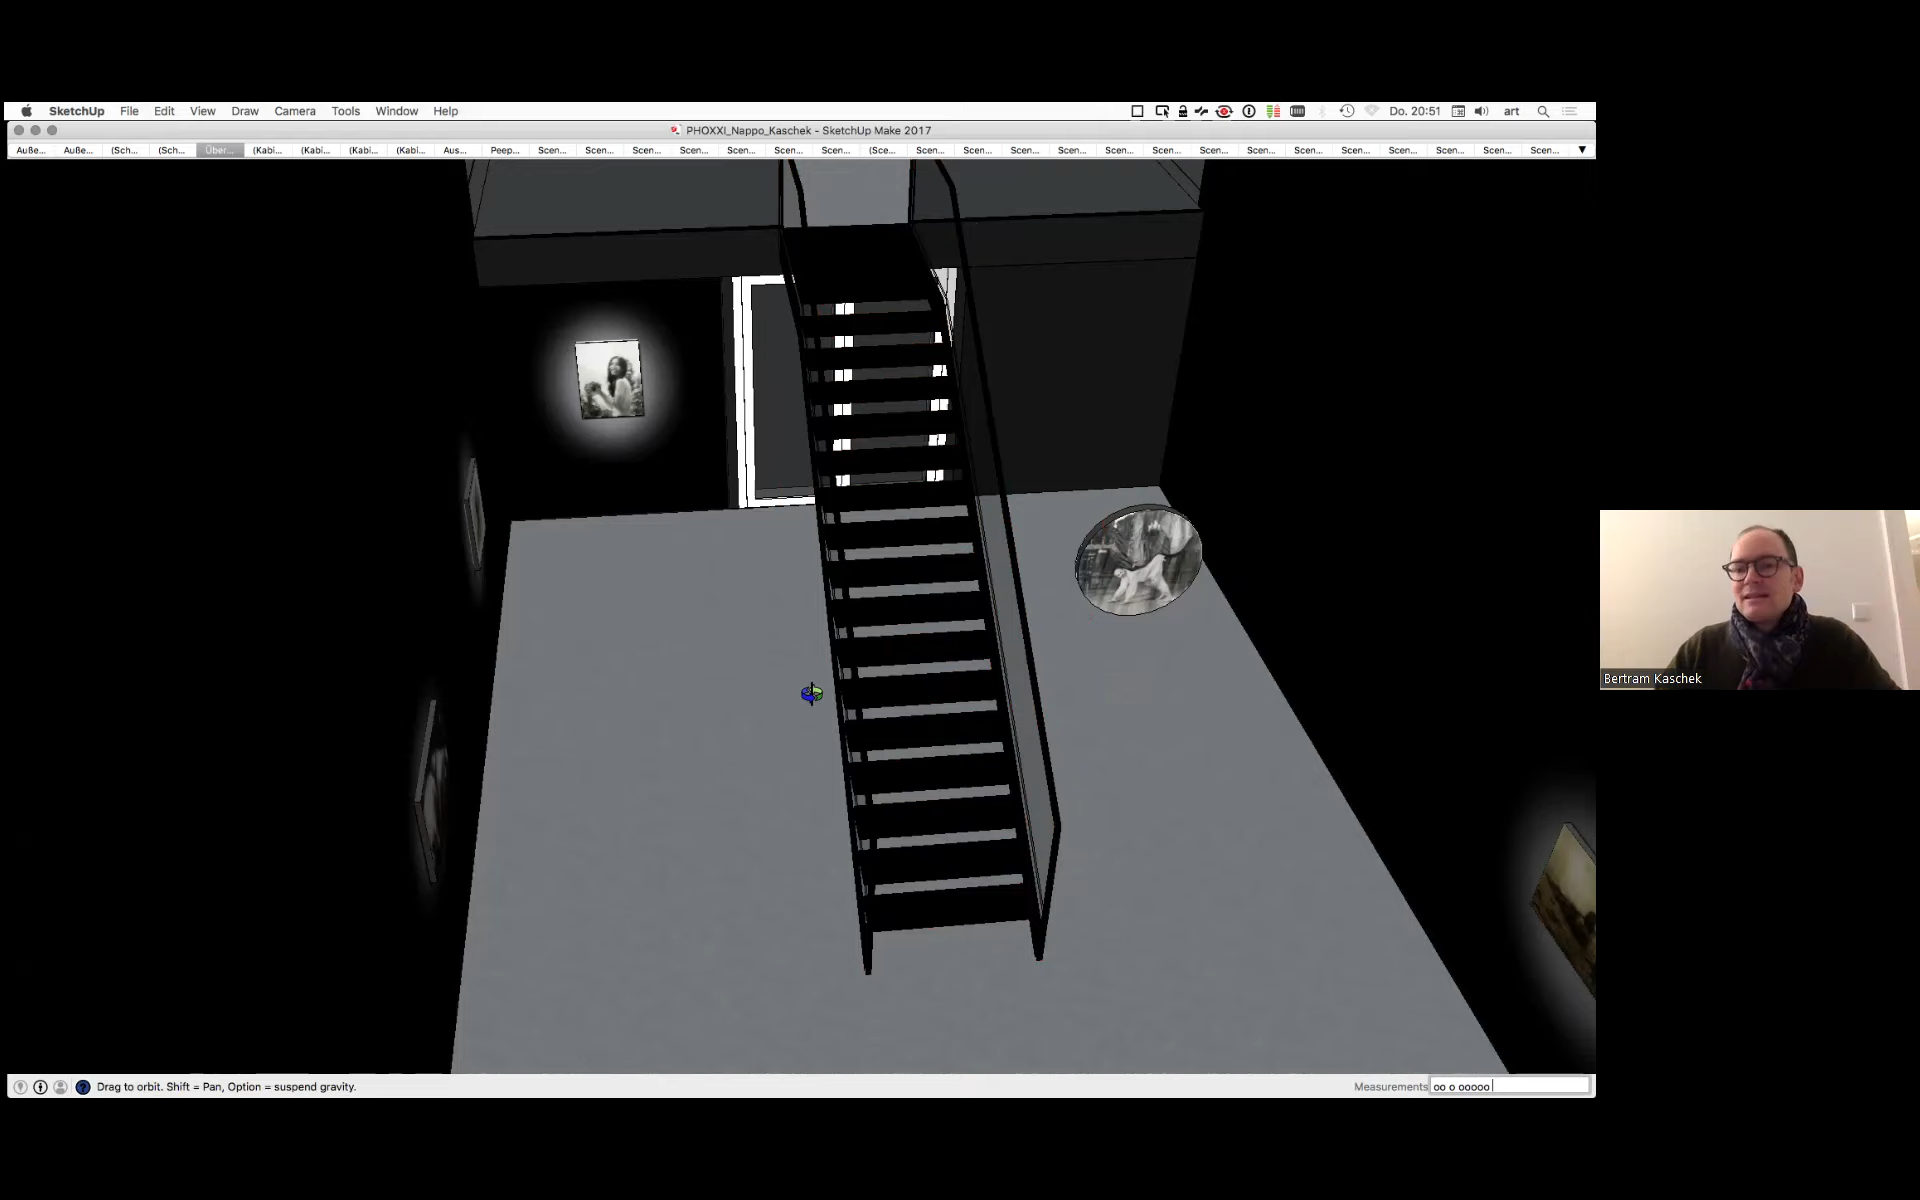 SketchUp File Edit View Draw Camera Tools Window Help Do. 20:51 art
PHOXXI_Nappo_Kaschek - SketchUp Make 2017
Auße... Auße... (Sch... (Sch... Über... (Kabi... (Kabi... (Kabi... (Kabi... Aus... Peep... Scen... Scen... Scen... Scen... Scen... Scen... Scen... (Sce... Scen... Scen... Scen... Scen... Scen... Scen... Scen... Scen... Scen... Scen... Scen... Scen... Scen... Scen...
Bertram Kaschek
Drag to orbit. Shift = Pan, Option = suspend gravity. Measurements oo o ooooo